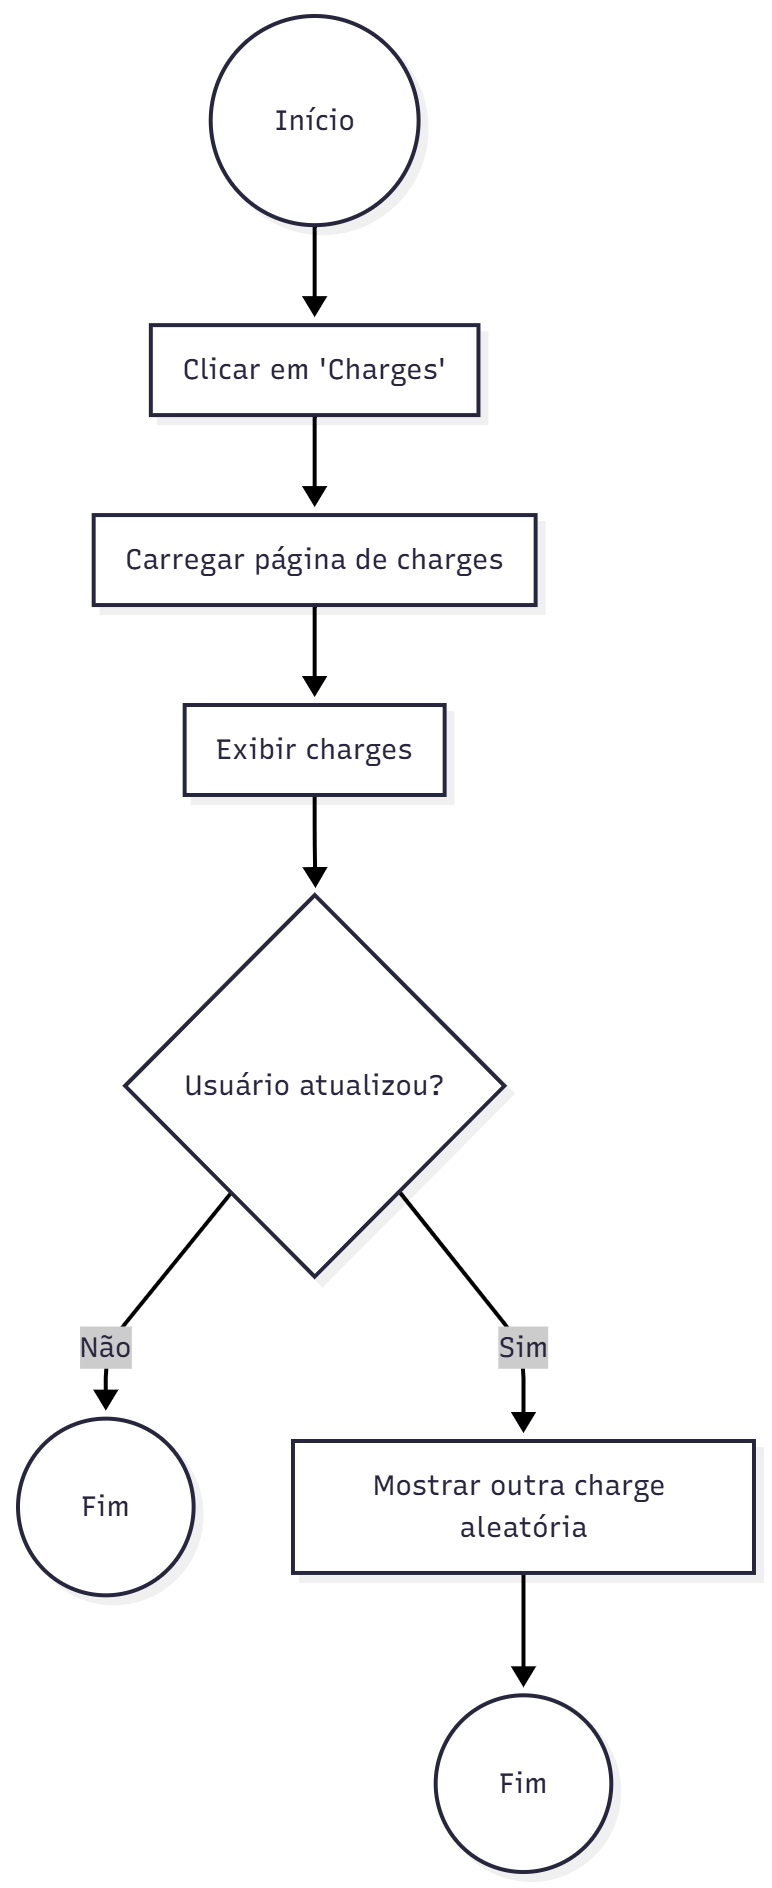 Início
Clicar em 'Charges'
Carregar página de charges
Exibir charges
Usuário atualizou?
Não
Sim
Mostrar outra charge
aleatória
Fim
Fim